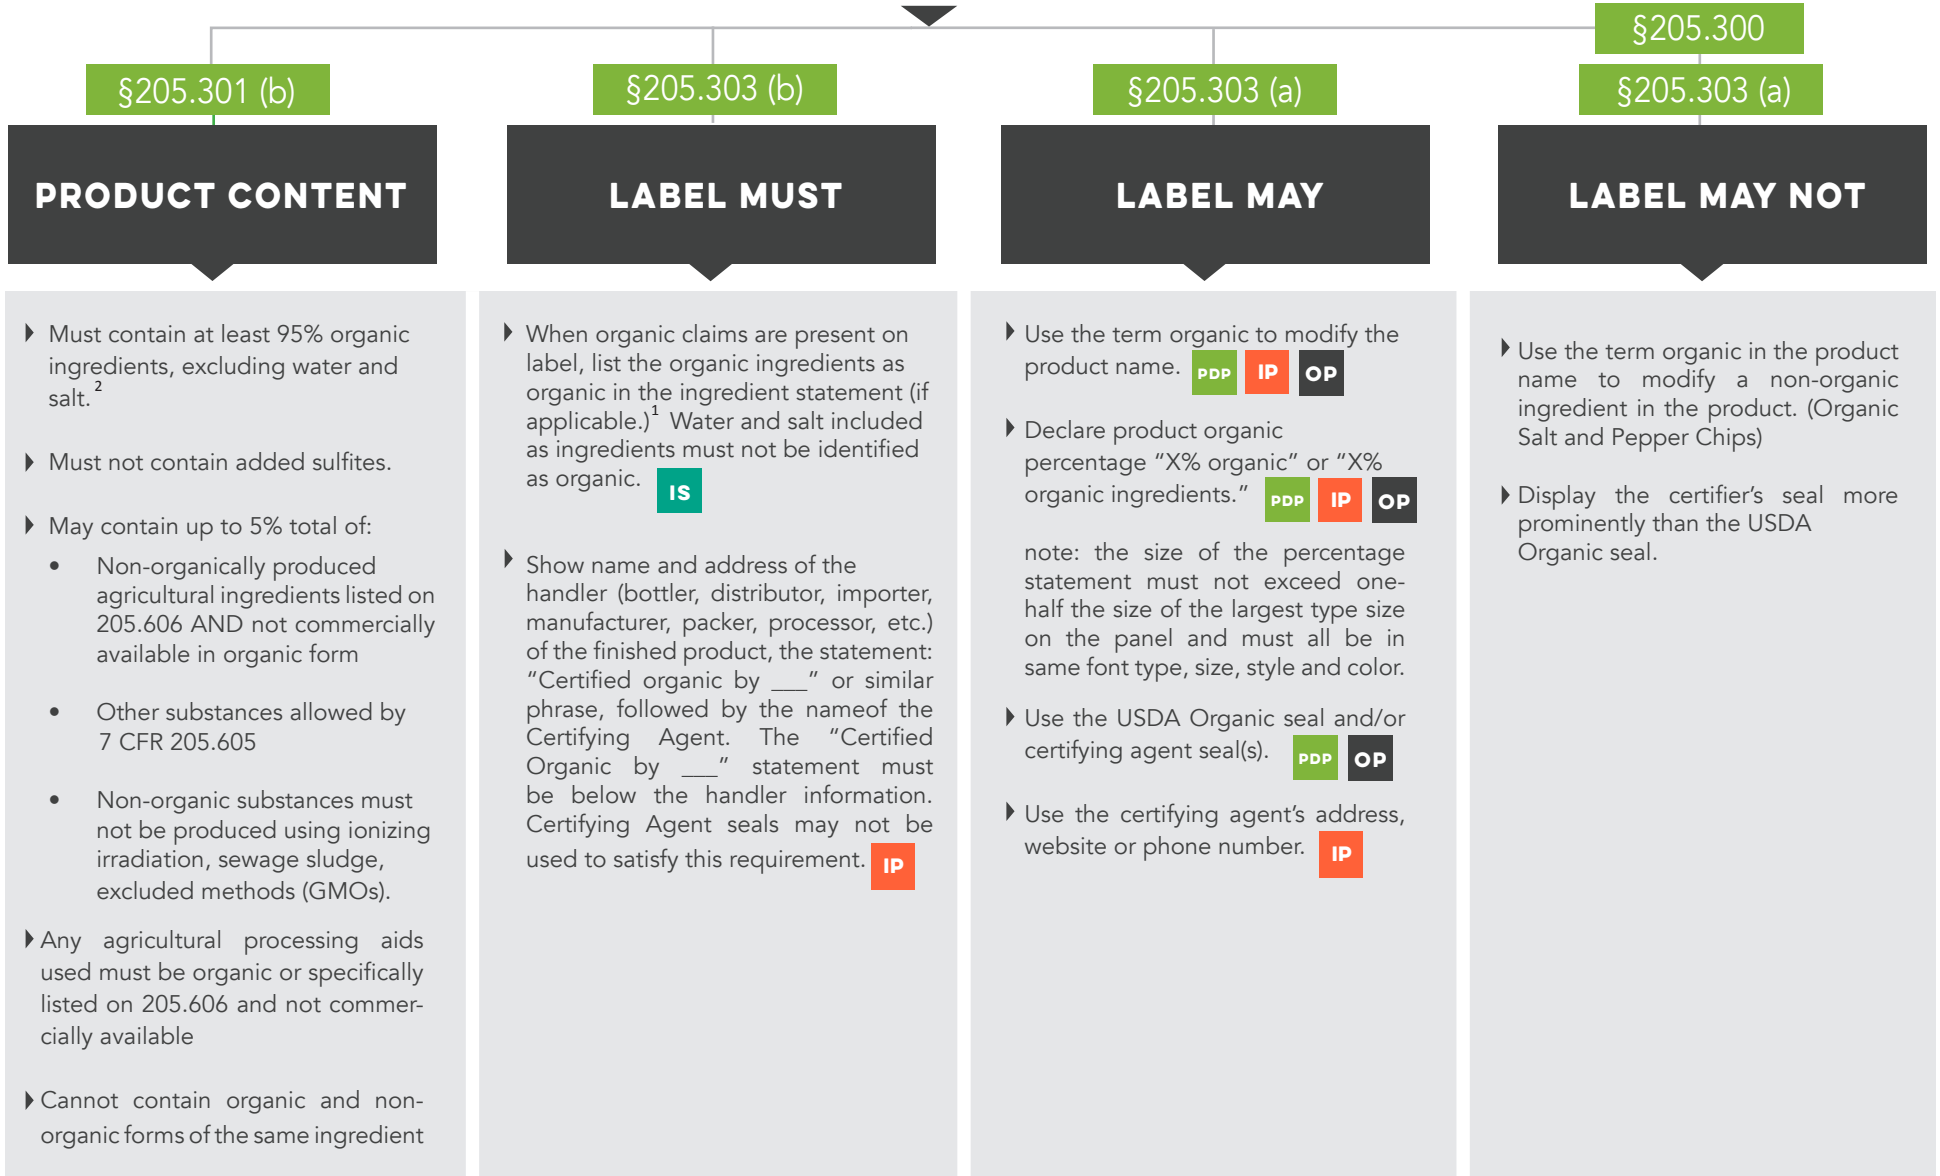 §205.300
§205.301 (b)
§205.303 (b)
§205.303 (a)
§205.303 (a)
PRODUCT CONTENT
LABEL MUST
LABEL MAY
LABEL MAY NOT
Must contain at least 95% organic
ingredients, excluding water and
salt. 2
Must not contain added sulfites.
May contain up to 5% total of:
• Non-organically produced
agricultural ingredients listed on
205.606 AND not commercially
available in organic form
• Other substances allowed by
7 CFR 205.605
• Non-organic substances must
not be produced using ionizing
irradiation, sewage sludge,
excluded methods (GMOs).
Any agricultural processing aids
used must be organic or specifically
listed on 205.606 and not commer-
cially available
Cannot contain organic and non-
organic forms of the same ingredient
When organic claims are present on
label, list the organic ingredients as
organic in the ingredient statement (if
applicable.)1 Water and salt included
as ingredients must not be identified
as organic. IS
Show name and address of the
handler (bottler, distributor, importer,
manufacturer, packer, processor, etc.)
of the finished product, the statement:
“Certified organic by ___” or similar
phrase, followed by the nameof the
Certifying Agent. The “Certified
Organic by ___” statement must
be below the handler information.
Certifying Agent seals may not be
used to satisfy this requirement. IP
Use the term organic to modify the
product name. PDP IP OP
Declare product organic
percentage “X% organic” or “X%
organic ingredients.” PDP IP OP
note: the size of the percentage
statement must not exceed one-
half the size of the largest type size
on the panel and must all be in
same font type, size, style and color.
Use the USDA Organic seal and/or
certifying agent seal(s). PDP OP
Use the certifying agent’s address,
website or phone number. IP
Use the term organic in the product
name to modify a non-organic
ingredient in the product. (Organic
Salt and Pepper Chips)
Display the certifier’s seal more
prominently than the USDA
Organic seal.